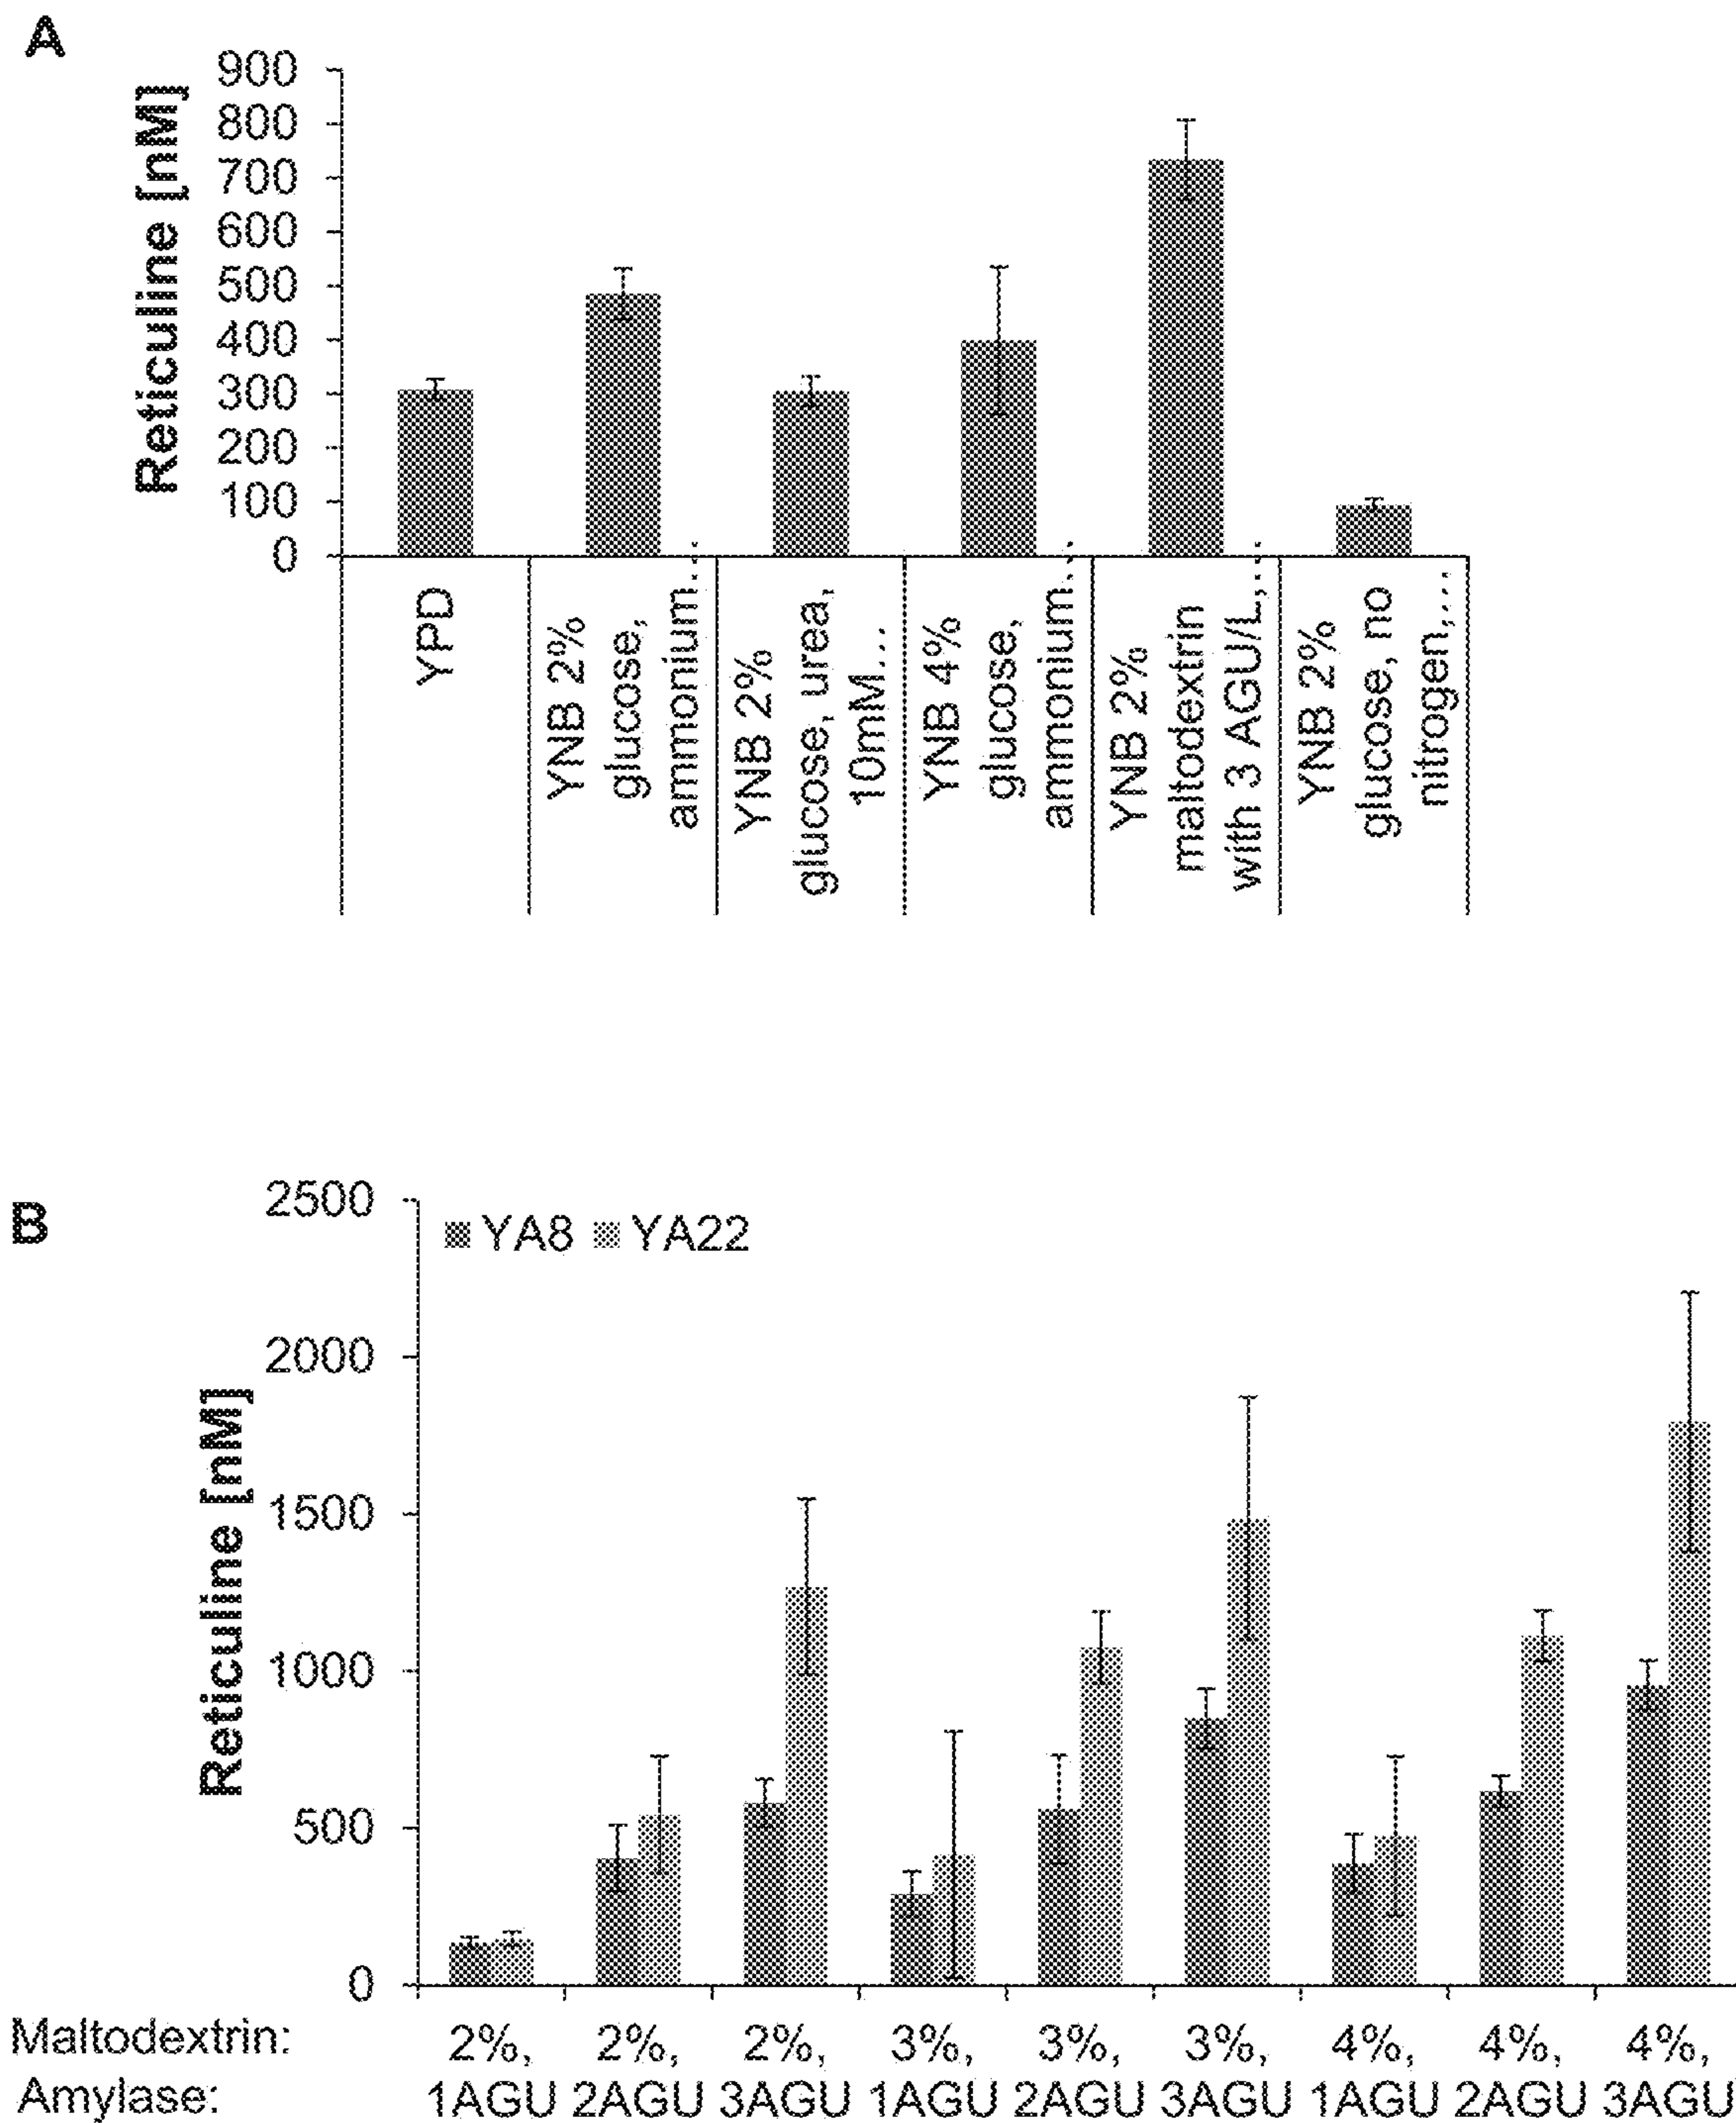 A
Reticuline [nM]
900
800
700
600
500
400
300
200
100
0
YPD
YNB 2%
glucose,
ammonium...
YNB 2%
glucose, urea,
10mM...
YNB 4%
glucose,
ammonium...
YNB 2%
maltodextrin
with 3 AGU/L,...
YNB 2%
glucose, no
nitrogen,...
B
Reticuline [nM]
2500
2000
1500
1000
500
0
YA8 YA22
Maltodextrin: 2%, 2%, 2%, 3%, 3%, 3%, 4%, 4%, 4%,
Amylase: 1AGU 2AGU 3AGU 1AGU 2AGU 3AGU 1AGU 2AGU 3AGU